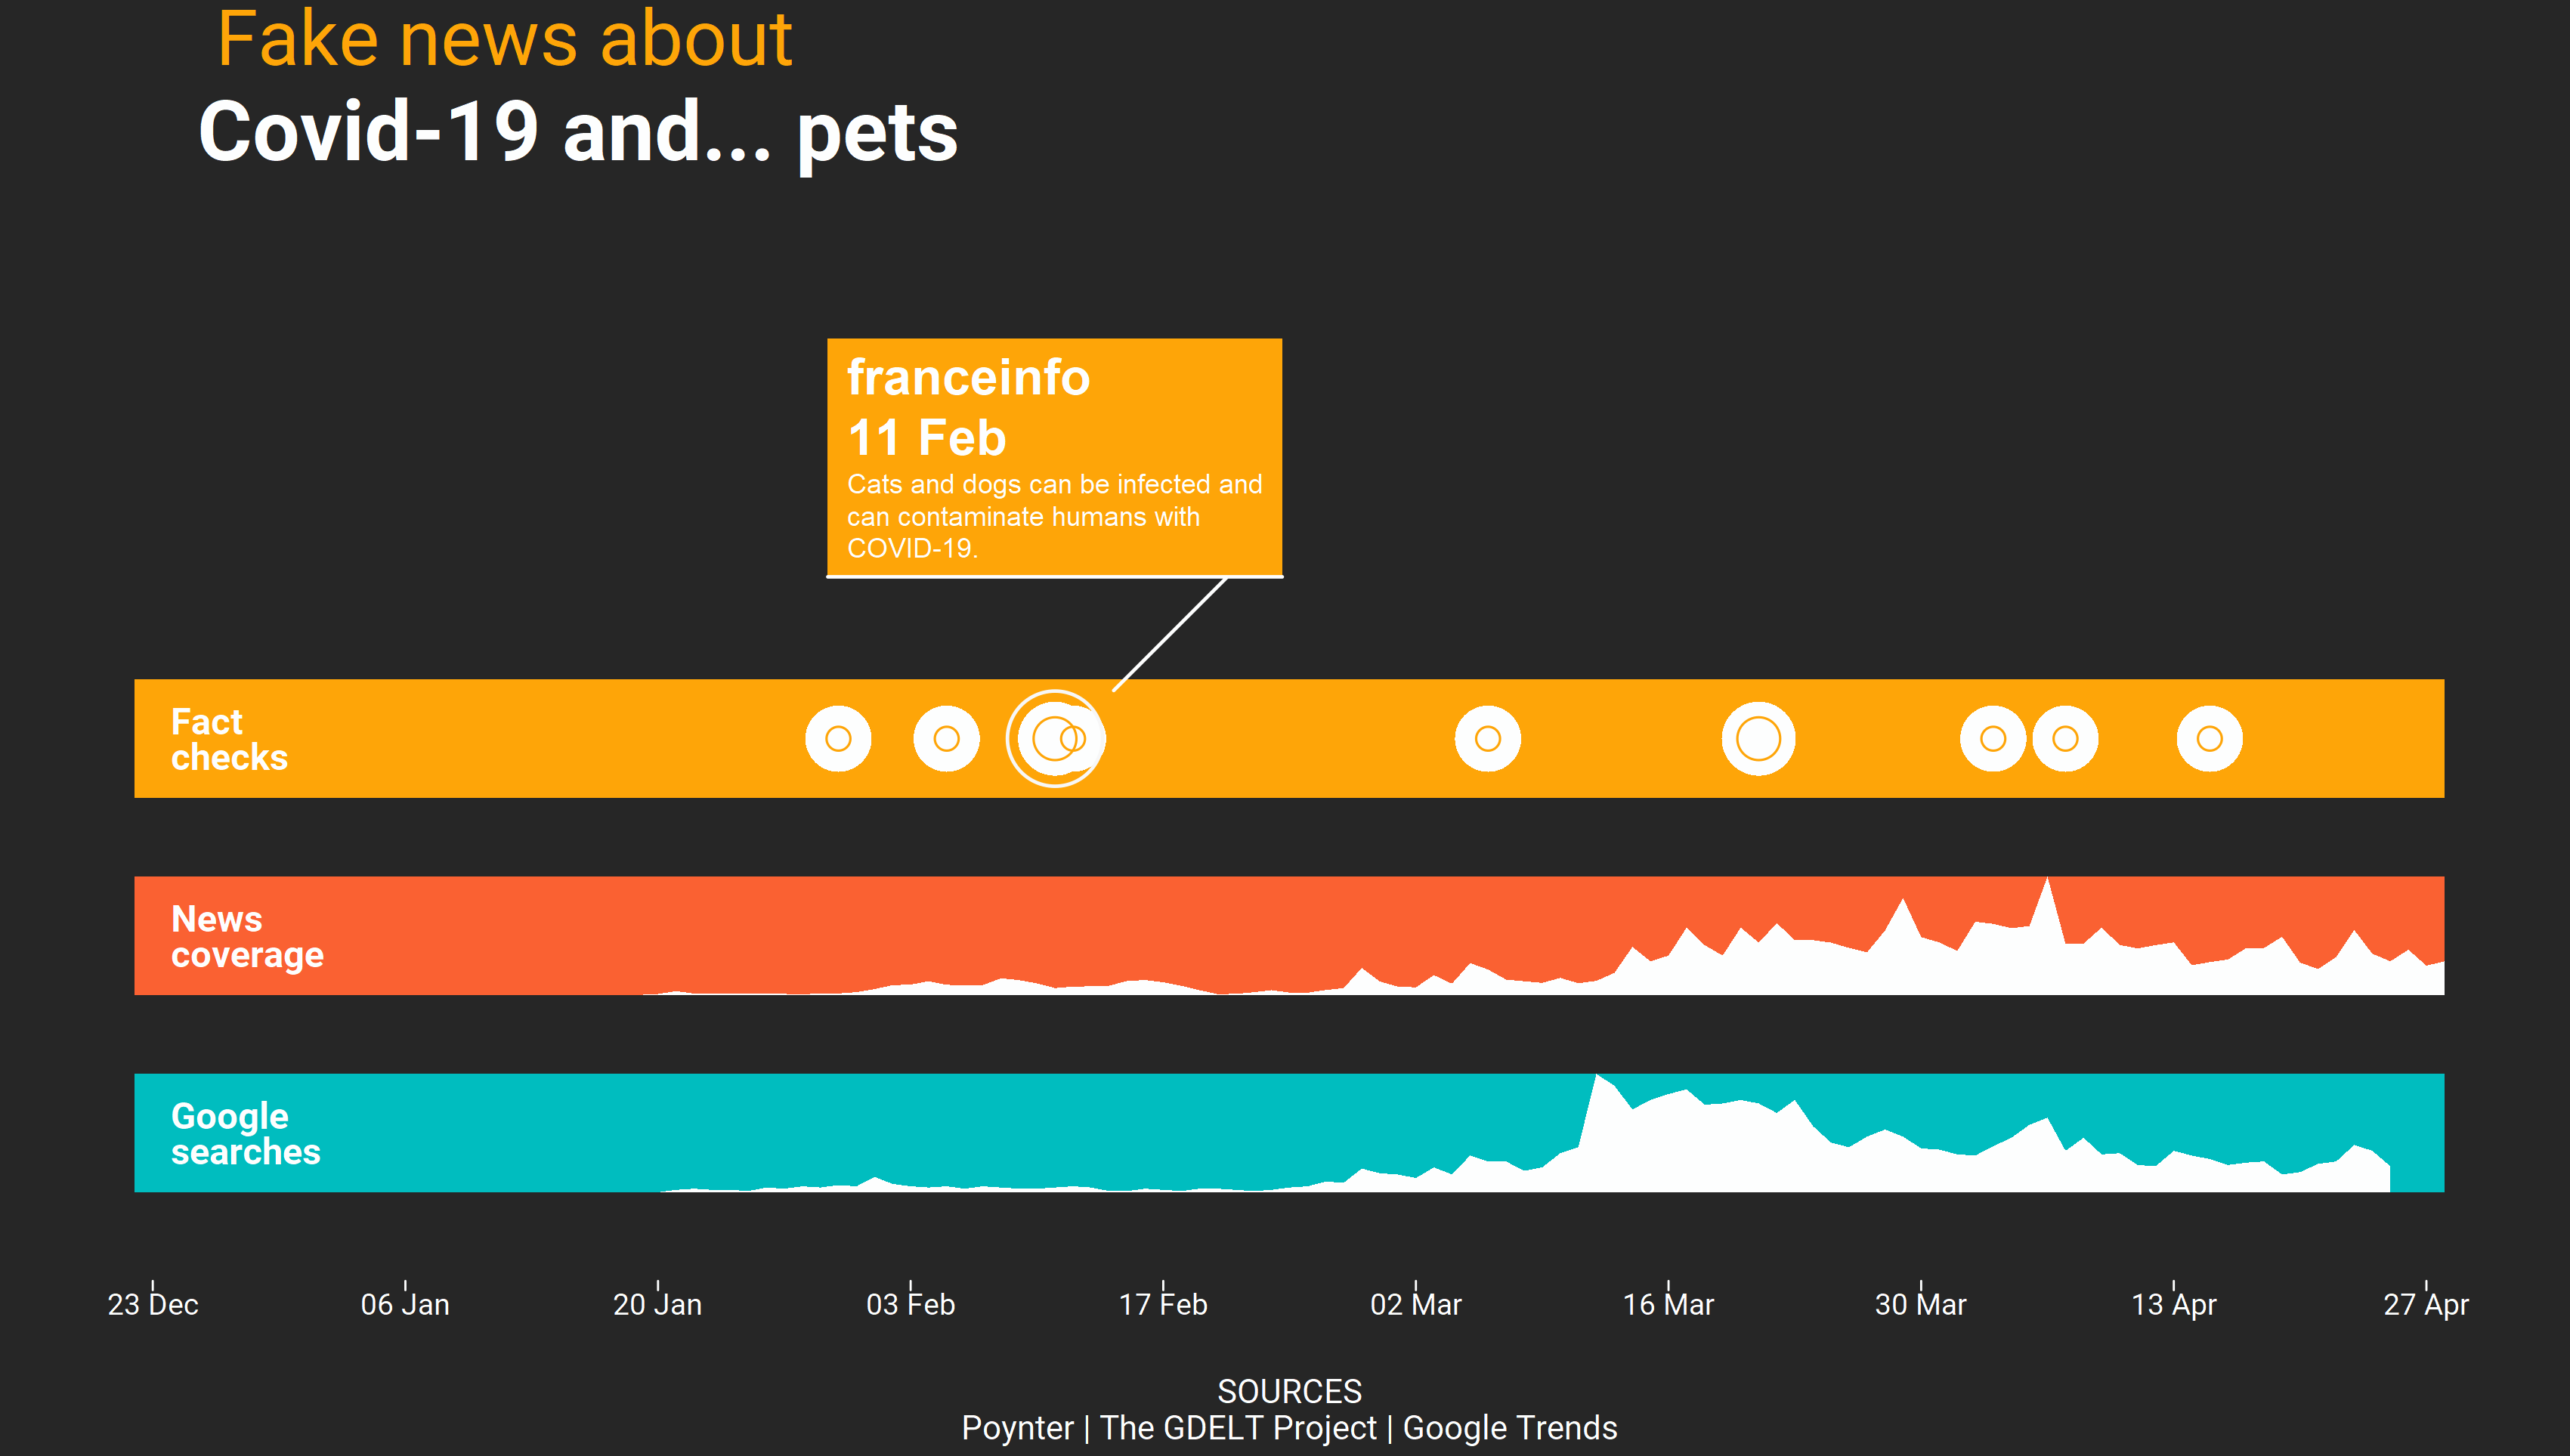 Fake news about
Covid-19 and... pets
franceinfo
11 Feb
Cats and dogs can be infected and
can contaminate humans with
COVID-19.
Fact
checks
News
coverage
Google
searches
23 Dec
06 Jan
20 Jan
03 Feb
17 Feb
02 Mar
16 Mar
30 Mar
13 Apr
27 Apr
SOURCES
Poynter | The GDELT Project | Google Trends